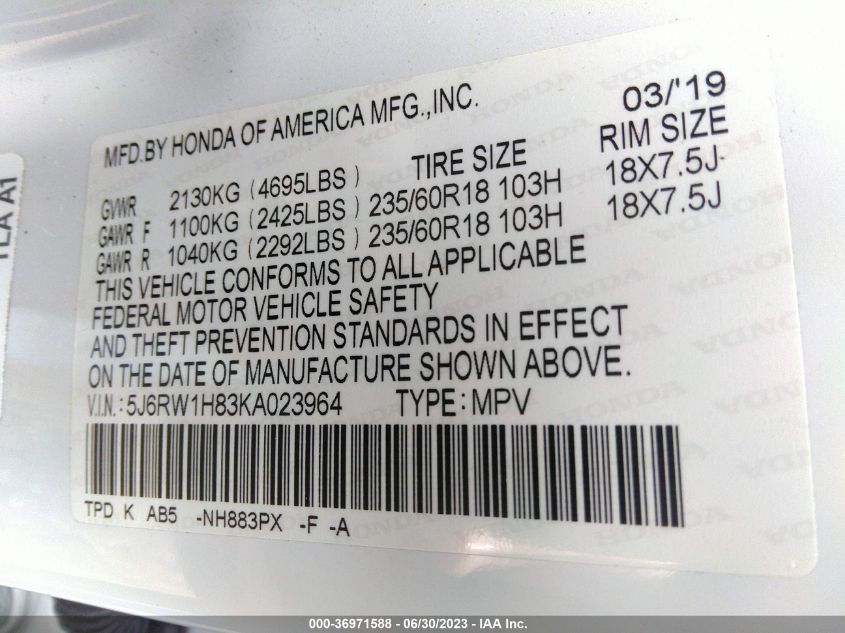 MFD.BY HONDA OF AMERICA MFG.,INC. 03/'19
TIRE SIZE RIM SIZE
GVWR 2130KG (4695LBS)
GAWR F 1100KG (2425LBS) 235/60R18 103H 18X7.5J
GAWR R 1040KG (2292LBS) 235/60R18 103H 18X7.5J
THIS VEHICLE CONFORMS TO ALL APPLICABLE
FEDERAL MOTOR VEHICLE SAFETY
AND THEFT PREVENTION STANDARDS IN EFFECT
ON THE DATE OF MANUFACTURE SHOWN ABOVE.
V.I.N.: 5J6RW1H83KA023964 TYPE: MPV
TPD K AB5 -NH883PX -F -A
TLA A1
000-36971588 - 06/30/2023 - IAA Inc.